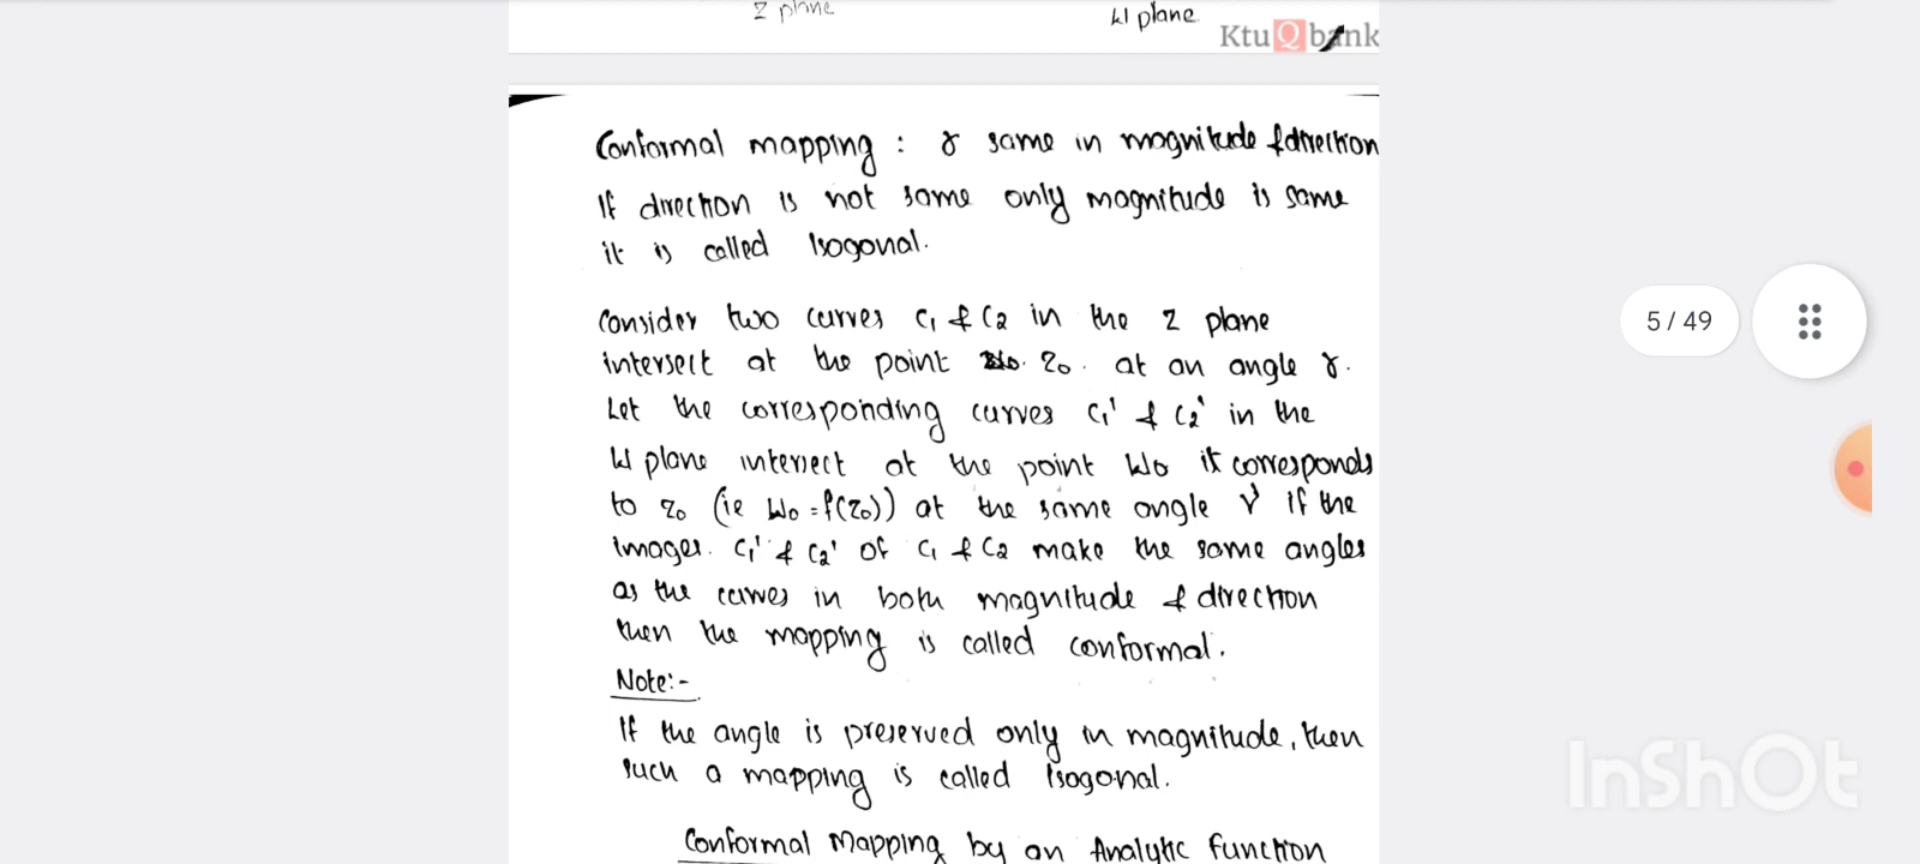 Z plane
W plane
KtuQbank
Conformal mapping : γ same in magnitude & direction
If direction is not same only magnitude is same
it is called Isogonal.
Consider two curves C1 & C2 in the Z plane
intersect at the point Z0. at an angle γ.
Let the corresponding curves C1' & C2' in the
W plane intersect at the point W0 it corresponds
to Z0 (ie W0 = f(Z0)) at the same angle γ if the
images. C1' & C2' of C1 & C2 make the same angles
as the curves in both magnitude & direction
then the mapping is called conformal.
Note:-
If the angle is preserved only in magnitude, then
such a mapping is called Isogonal.
Conformal Mapping by an Analytic function
5 / 49
InShOt